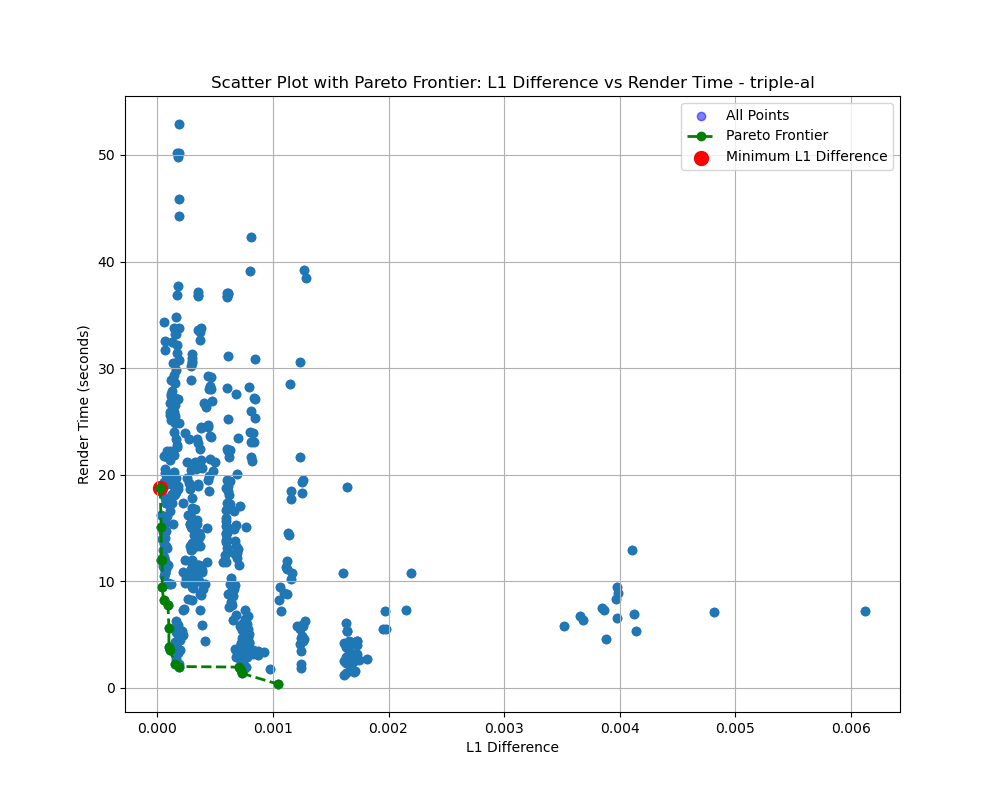 Scatter Plot with Pareto Frontier: L1 Difference vs Render Time - triple-al
All Points
Pareto Frontier
Minimum L1 Difference
Render Time (seconds)
50
40
30
20
10
0
0.000 0.001 0.002 0.003 0.004 0.005 0.006
L1 Difference